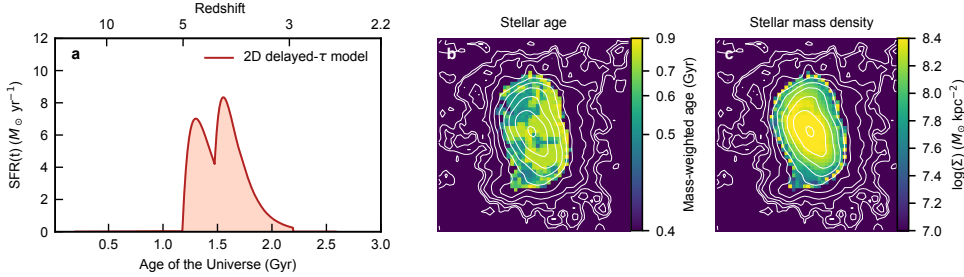 Redshift
10 5 3 2.2
12
10
8
6
4
2
0
SFR(t) (M⊙ yr⁻¹)
a
2D delayed-τ model
0.5 1.0 1.5 2.0 2.5 3.0
Age of the Universe (Gyr)
Stellar age
b
0.9
0.7
0.5
0.4
Mass-weighted age (Gyr)
Stellar mass density
c
8.4
8.2
8.0
7.8
7.6
7.4
7.2
7.0
log(Σ) (M⊙ kpc⁻²)